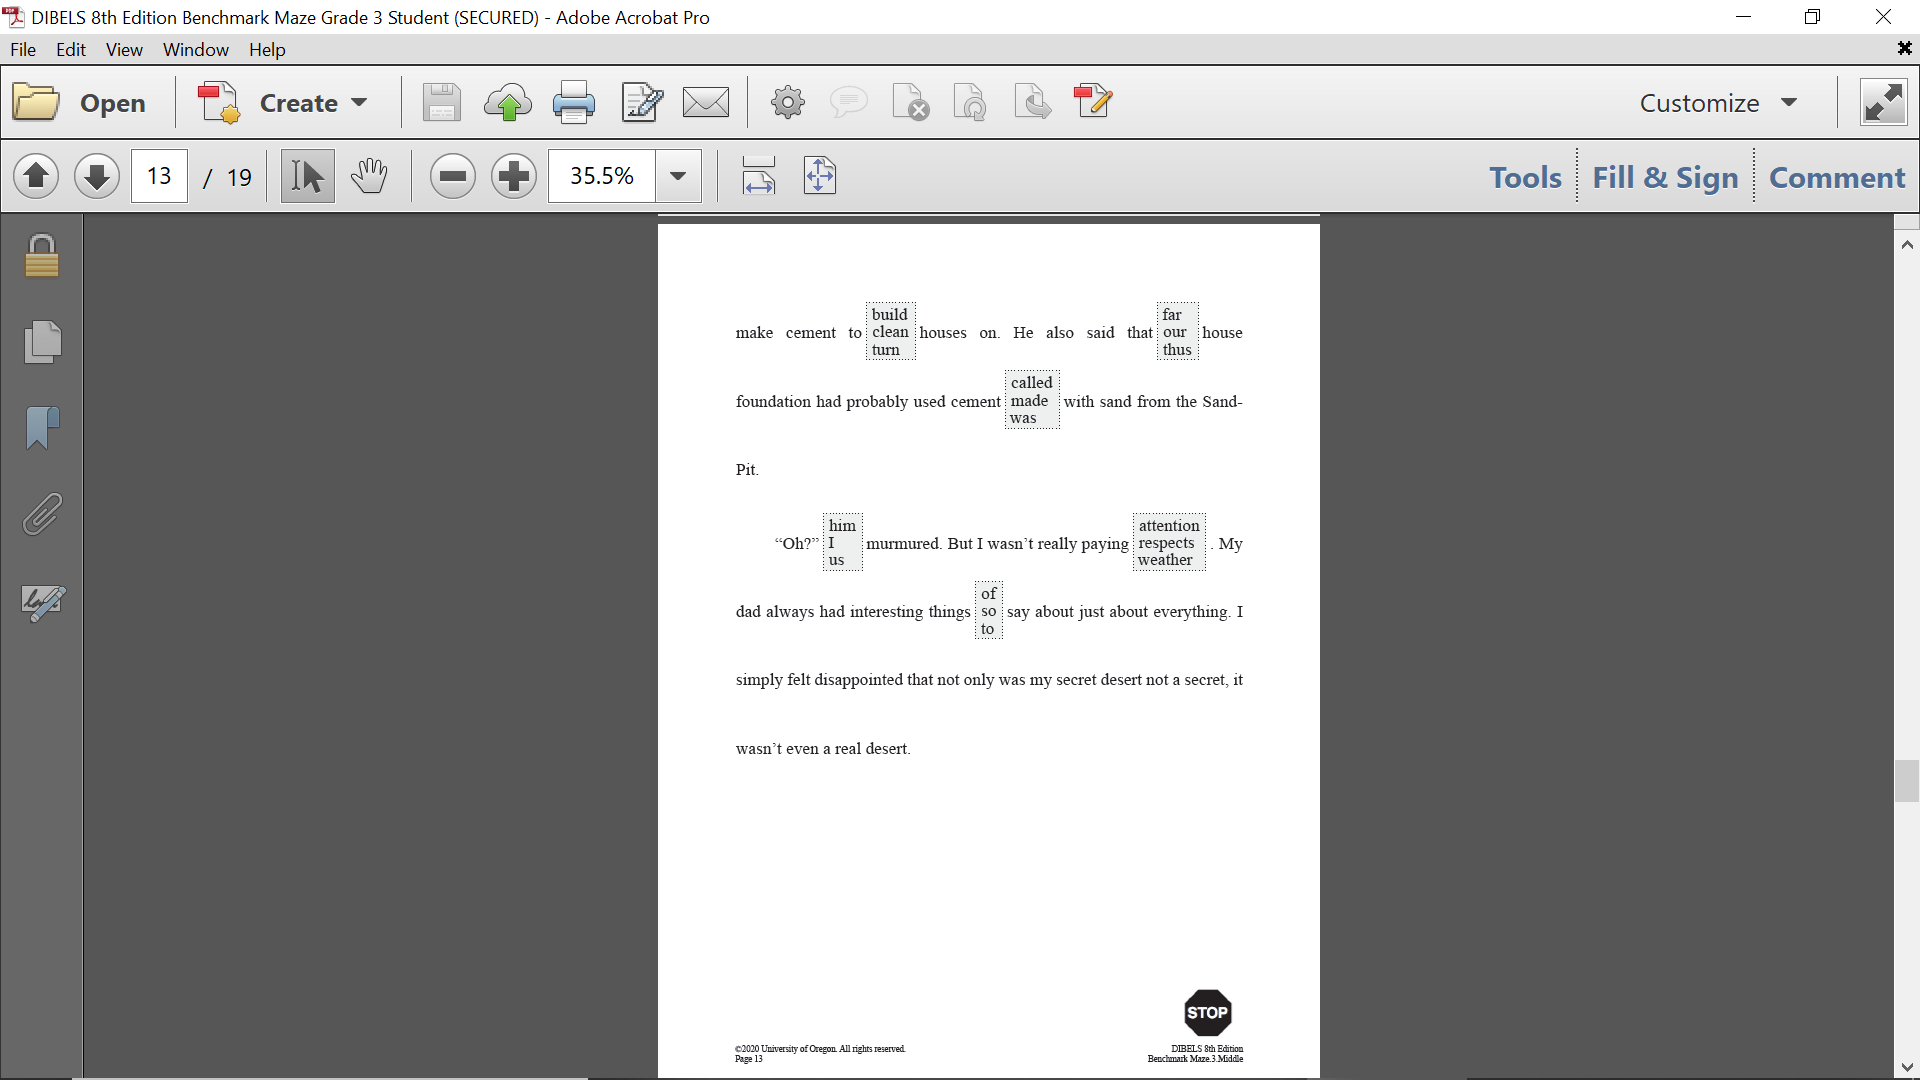 DIBELS 8th Edition Benchmark Maze Grade 3 Student (SECURED) - Adobe Acrobat Pro
File Edit View Window Help
Open Create Customize
13 / 19 35.5% Tools Fill & Sign Comment
build
make cement to clean houses on. He also said that our house
turn
far
thus
called
foundation had probably used cement made with sand from the Sand-
was
Pit.
him
"Oh?" I murmured. But I wasn't really paying respects . My
us
attention
weather
of
dad always had interesting things so say about just about everything. I
to
simply felt disappointed that not only was my secret desert not a secret, it
wasn't even a real desert.
STOP
©2020 University of Oregon. All rights reserved.
Page 13
DIBELS 8th Edition
Benchmark Maze.3.Middle